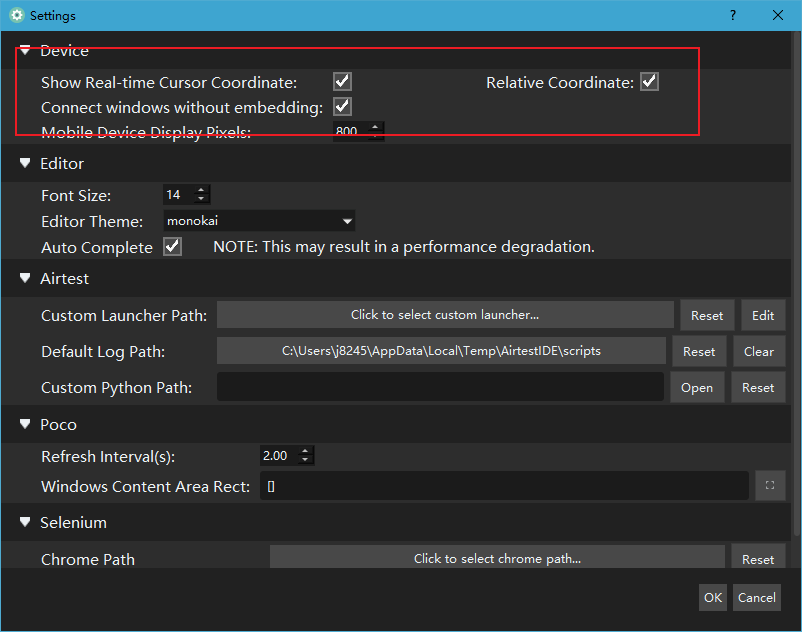 Settings ?
Device
Show Real-time Cursor Coordinate: Relative Coordinate:
Connect windows without embedding:
Mobile Device Display Pixels: 800
Editor
Font Size: 14
Editor Theme: monokai
Auto Complete NOTE: This may result in a performance degradation.
Airtest
Custom Launcher Path: Click to select custom launcher... Reset Edit
Default Log Path: C:\Users\j8245\AppData\Local\Temp\AirtestIDE\scripts Reset Clear
Custom Python Path: Open Reset
Poco
Refresh Interval(s): 2.00
Windows Content Area Rect: []
Selenium
Chrome Path Click to select chrome path... Reset
OK Cancel